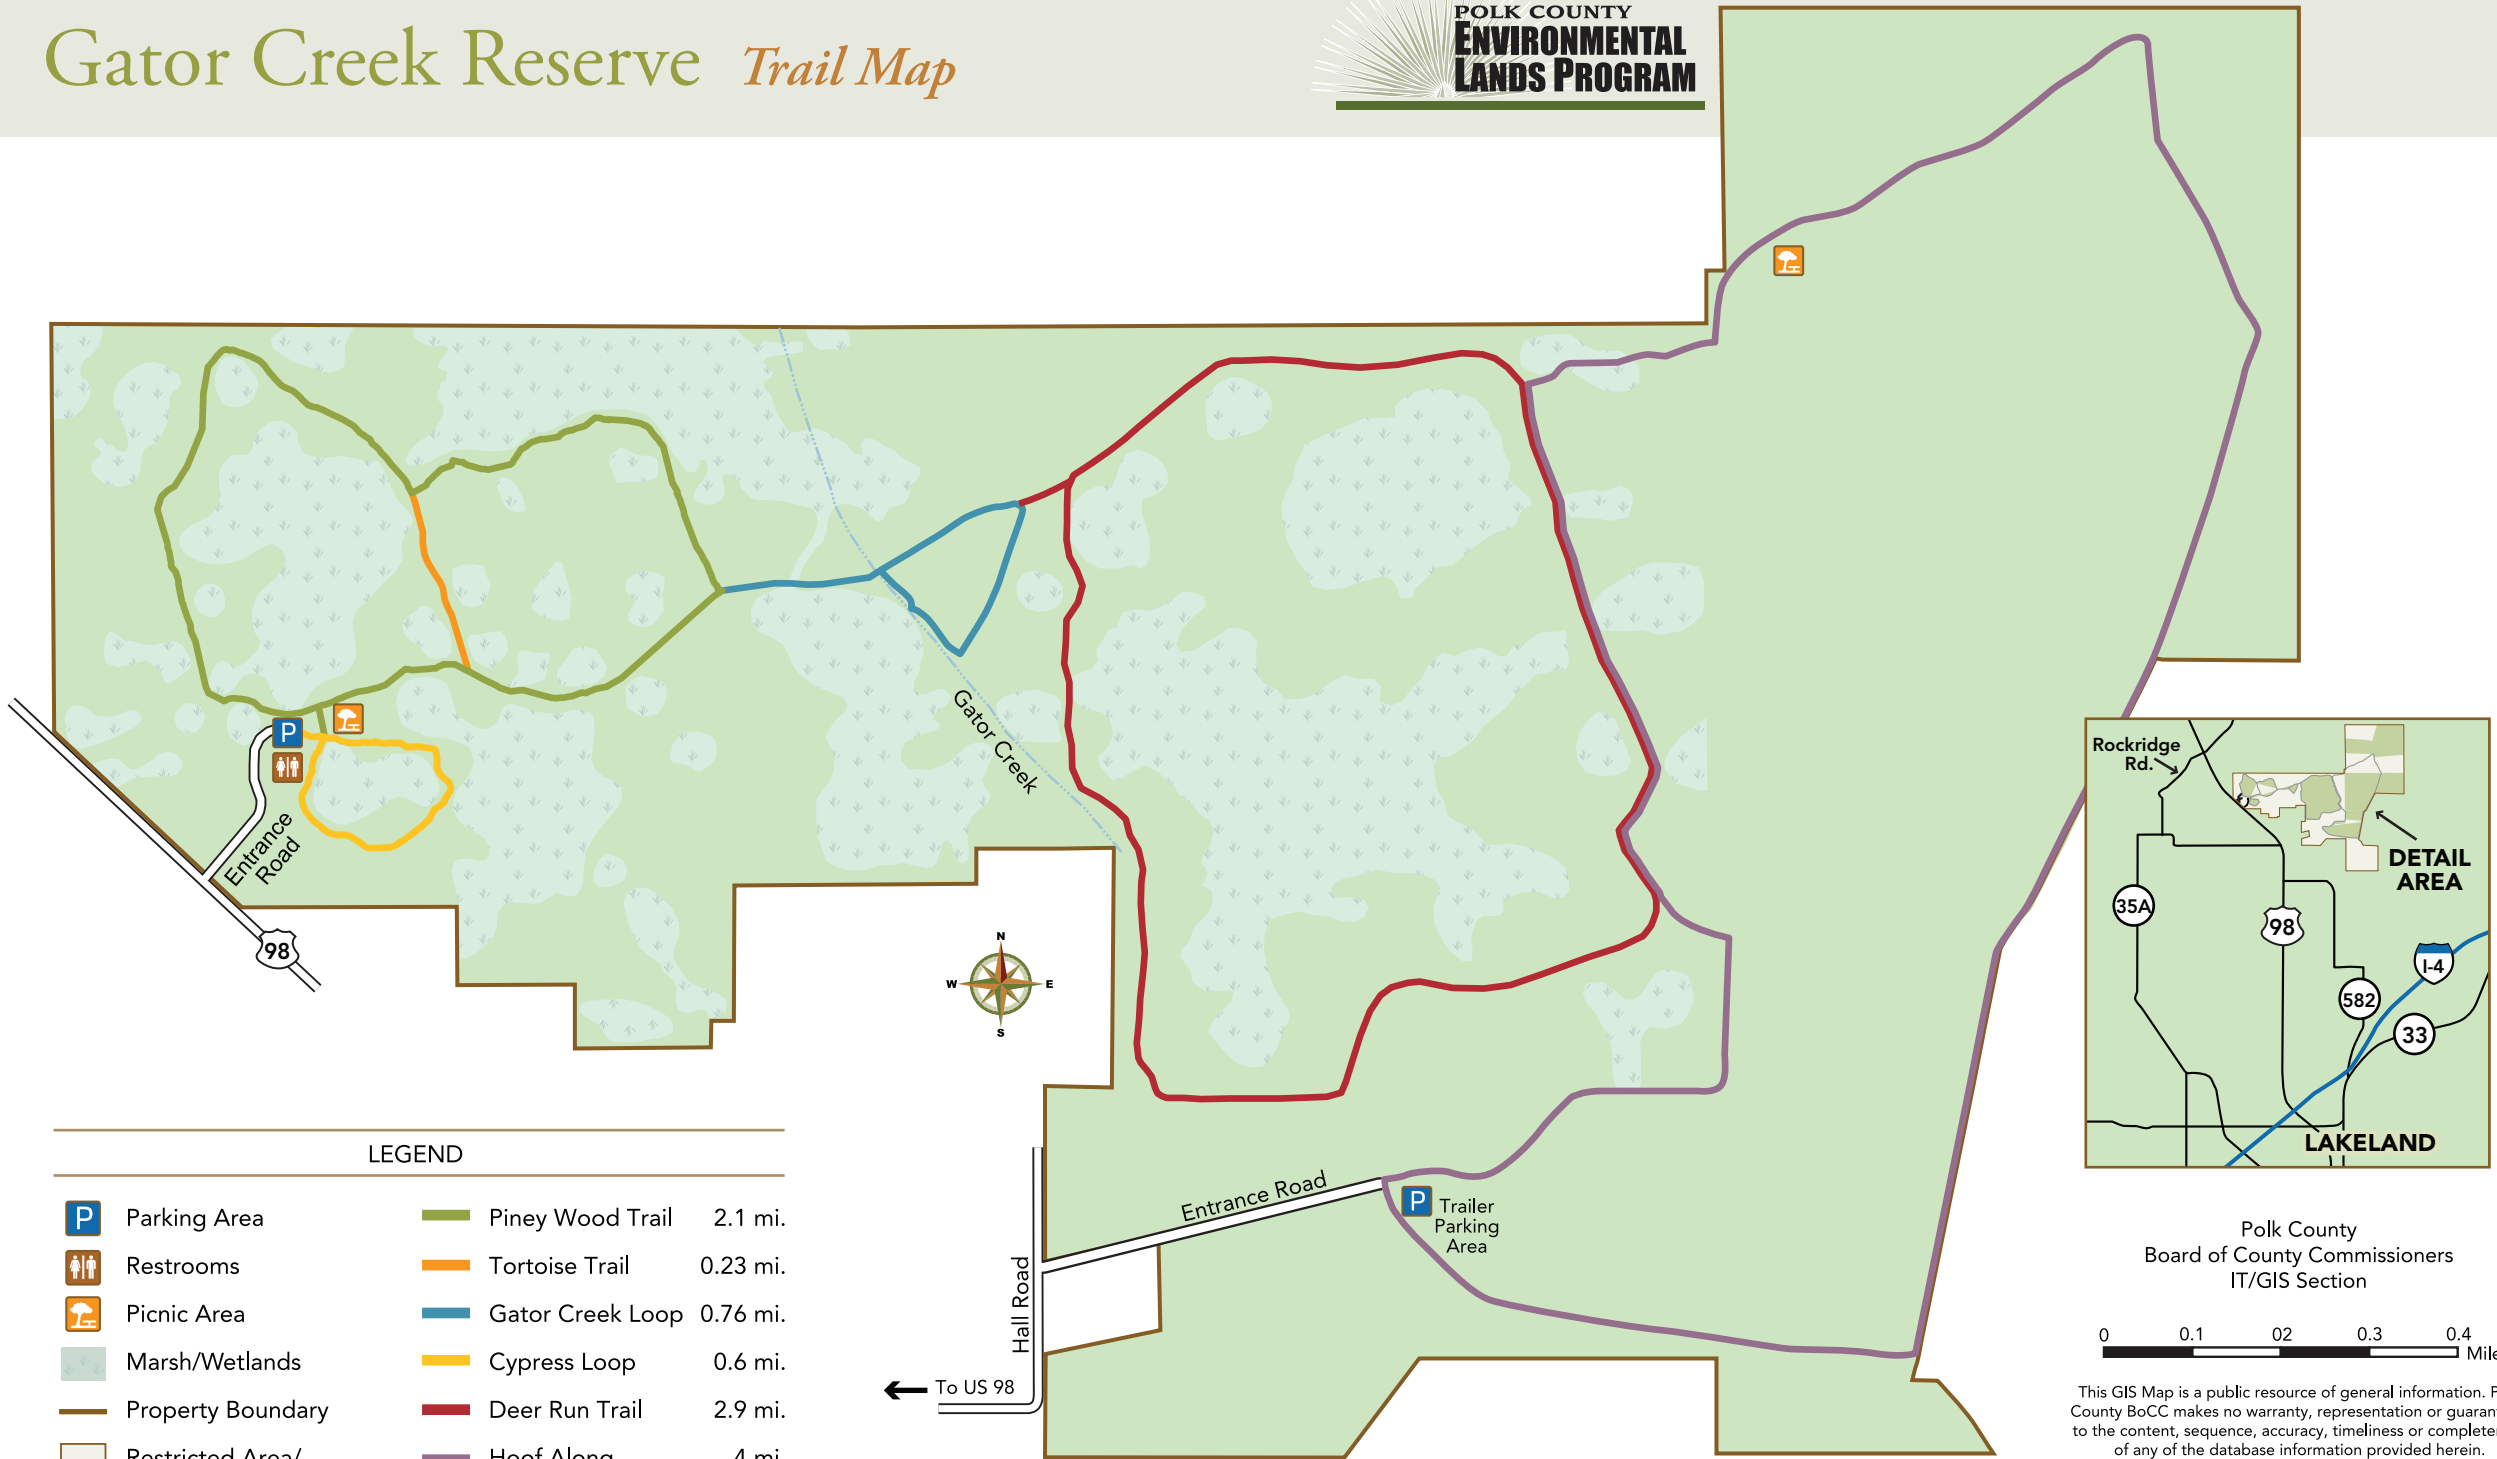 Gator Creek Reserve Trail Map
POLK COUNTY
ENVIRONMENTAL
LANDS PROGRAM
Gator Creek
P
Entrance
Road
98
N
W
E
S
Rockridge
Rd.
DETAIL
AREA
35A
98
I-4
582
33
LAKELAND
Entrance Road
P
Trailer
Parking
Area
Hall Road
To US 98
LEGEND
P Parking Area
Restrooms
Picnic Area
Marsh/Wetlands
Property Boundary
Restricted Area/
Piney Wood Trail 2.1 mi.
Tortoise Trail 0.23 mi.
Gator Creek Loop 0.76 mi.
Cypress Loop 0.6 mi.
Deer Run Trail 2.9 mi.
Hoof Along 4 mi.
Polk County
Board of County Commissioners
IT/GIS Section
0 0.1 02 0.3 0.4
This GIS Map is a public resource of general information.
County BoCC makes no warranty, representation or
to the content, sequence, accuracy, timeliness or
of any of the database information provided herein.